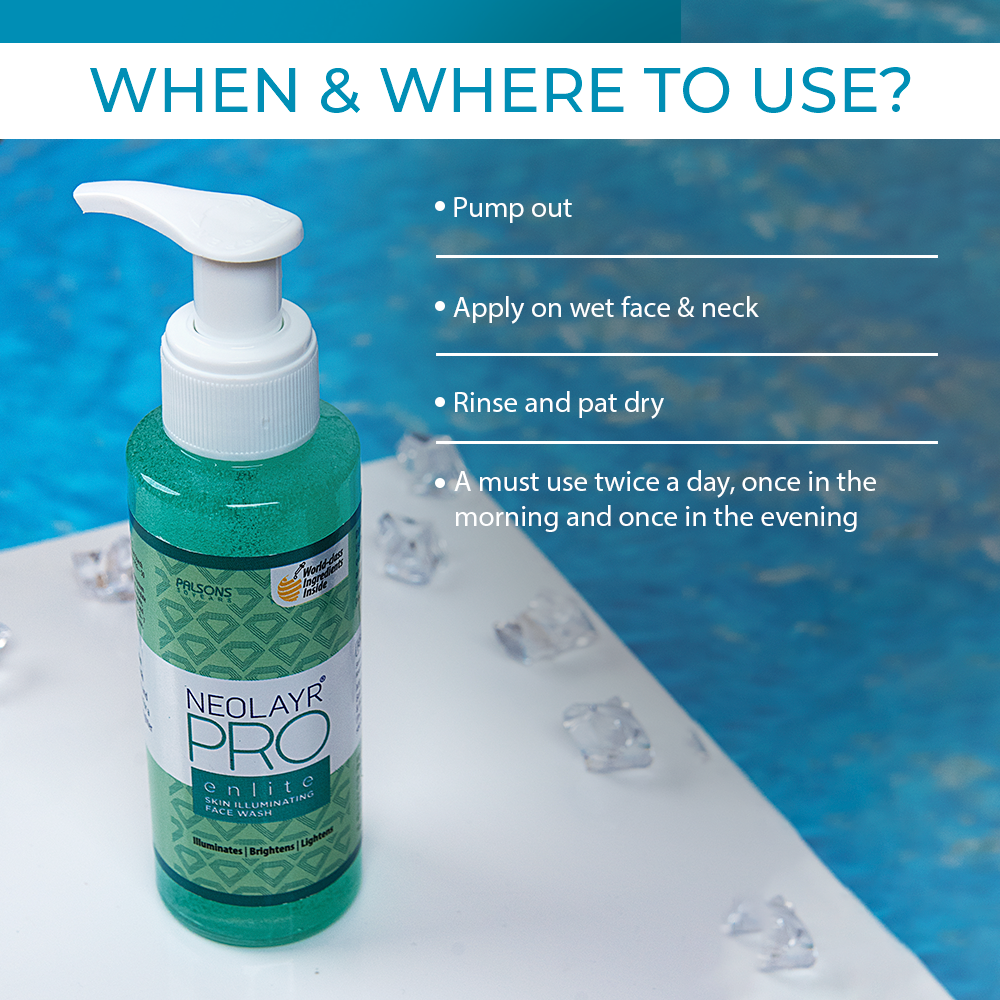 WHEN & WHERE TO USE?
• Pump out
• Apply on wet face & neck
• Rinse and pat dry
• A must use twice a day, once in the
morning and once in the evening
World-class
Ingredients
Inside
PALSONS
NEOLAYR®
PRO
enlite
SKIN ILLUMINATING
FACE WASH
Illuminates | Brightens | Lightens